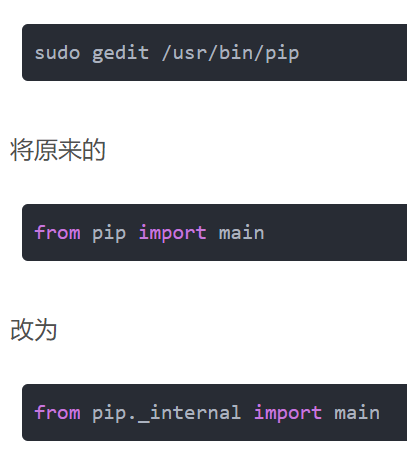 sudo gedit /usr/bin/pip
将原来的
from pip import main
改为
from pip._internal import main